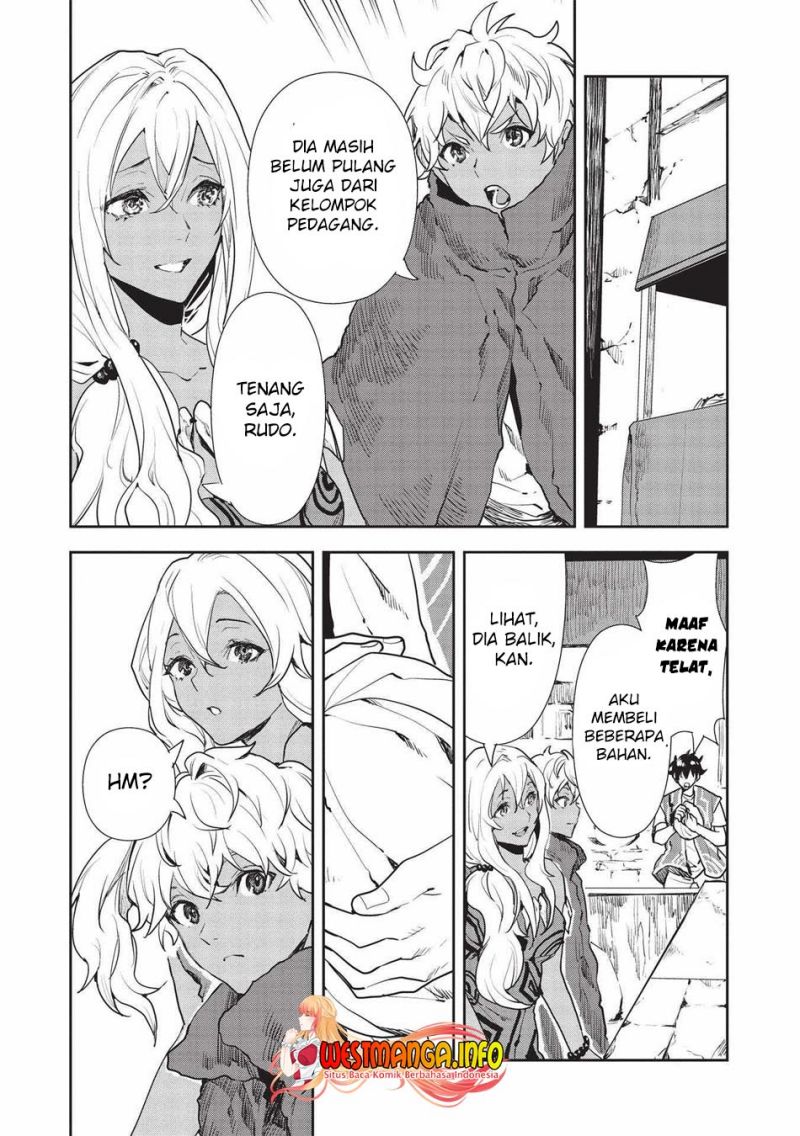 DIA MASIH
BELUM PULANG
JUGA DARI
KELOMPOK
PEDAGANG.
TENANG
SAJA,
RUDO.
MAAF
KARENA
TELAT,
AKU
MEMBELI
BEBERAPA
BAHAN.
LIHAT,
DIA BALIK,
KAN.
HM?
WESTMANGA.INFO
Situs Baca Komik Berbahasa Indonesia